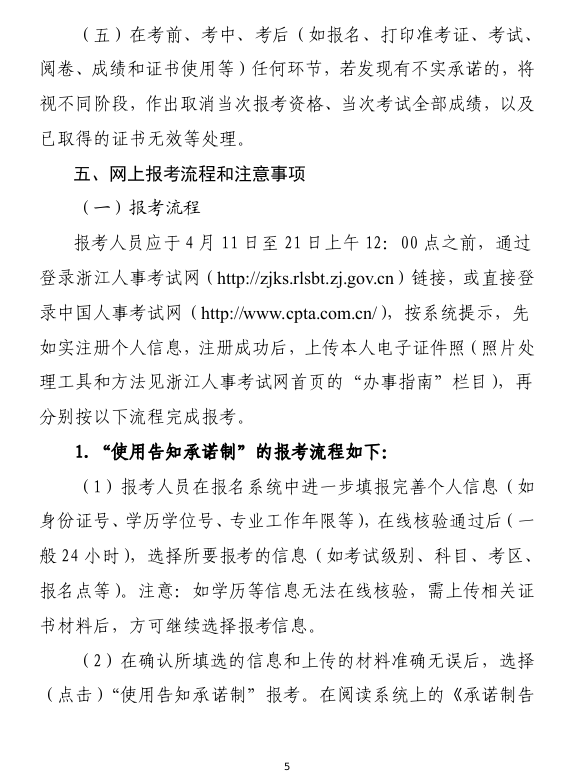 （五）在考前、考中、考后（如报名、打印准考证、考试、
阅卷、成绩和证书使用等）任何环节，若发现有不实承诺的，将
视不同阶段，作出取消当次报考资格、当次考试全部成绩，以及
已取得的证书无效等处理。
五、网上报考流程和注意事项
（一）报考流程
报考人员应于 4 月 11 日至 21 日上午 12：00 点之前，通过
登录浙江人事考试网（http://zjks.rlsbt.zj.gov.cn）链接，或直接登
录中国人事考试网（http://www.cpta.com.cn/），按系统提示，先
如实注册个人信息，注册成功后，上传本人电子证件照（照片处
理工具和方法见浙江人事考试网首页的“办事指南”栏目），再
分别按以下流程完成报考。
1.“使用告知承诺制”的报考流程如下：
（1）报考人员在报名系统中进一步填报完善个人信息（如
身份证号、学历学位号、专业工作年限等），在线核验通过后（一
般 24 小时），选择所要报考的信息（如考试级别、科目、考区、
报名点等）。注意：如学历等信息无法在线核验，需上传相关证
书材料后，方可继续选择报考信息。
（2）在确认所填选的信息和上传的材料准确无误后，选择
（点击）“使用告知承诺制”报考。在阅读系统上的《承诺制告
5